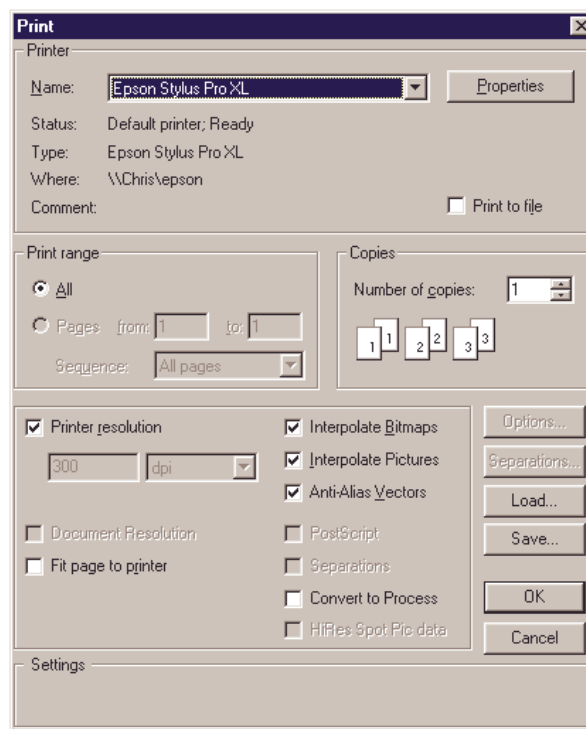 Print
Printer
Name: Epson Stylus Pro XL Properties
Status: Default printer; Ready
Type: Epson Stylus Pro XL
Where: \\Chris\epson
Comment: Print to file
Print range
All
Pages from: 1 to: 1
Sequence: All pages
Copies
Number of copies: 1
1 1 2 2 3 3
Printer resolution
300 dpi
Document Resolution
Fit page to printer
Interpolate Bitmaps
Interpolate Pictures
Anti-Alias Vectors
PostScript
Separations
Convert to Process
HiRes Spot Pic data
Options...
Separations...
Load...
Save...
OK
Cancel
Settings